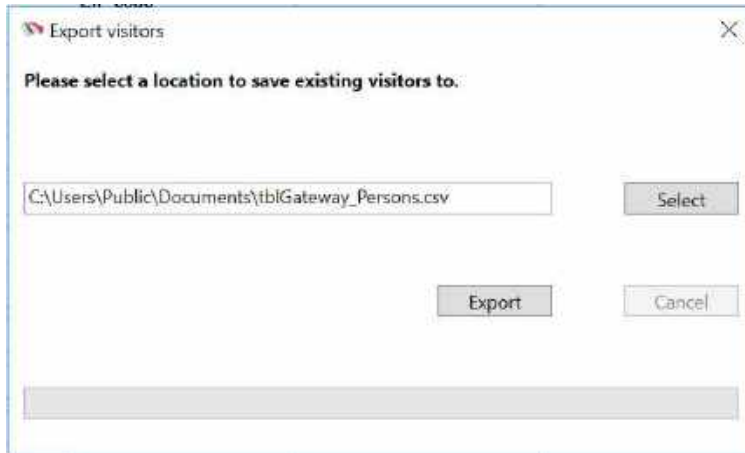 Export visitors
Please select a location to save existing visitors to.
C:\Users\Public\Documents\tblGateway_Persons.csv
Select
Export
Cancel